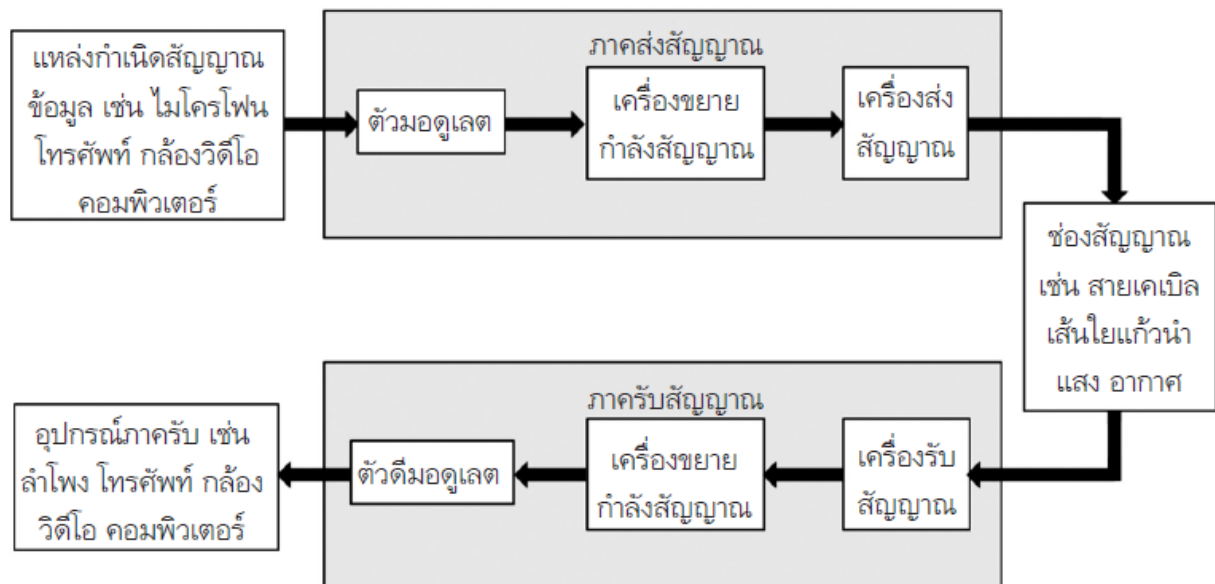 แหล่งกำเนิดสัญญาณ
ข้อมูล เช่น ไมโครโฟน
โทรศัพท์ กล้องวิดีโอ
คอมพิวเตอร์
ภาคส่งสัญญาณ
ตัวมอดูเลต
เครื่องขยาย
กำลังสัญญาณ
เครื่องส่ง
สัญญาณ
ช่องสัญญาณ
เช่น สายเคเบิล
เส้นใยแก้วนำ
แสง อากาศ
ภาครับสัญญาณ
เครื่องรับ
สัญญาณ
เครื่องขยาย
กำลังสัญญาณ
ตัวดีมอดูเลต
อุปกรณ์ภาครับ เช่น
ลำโพง โทรศัพท์ กล้อง
วิดีโอ คอมพิวเตอร์